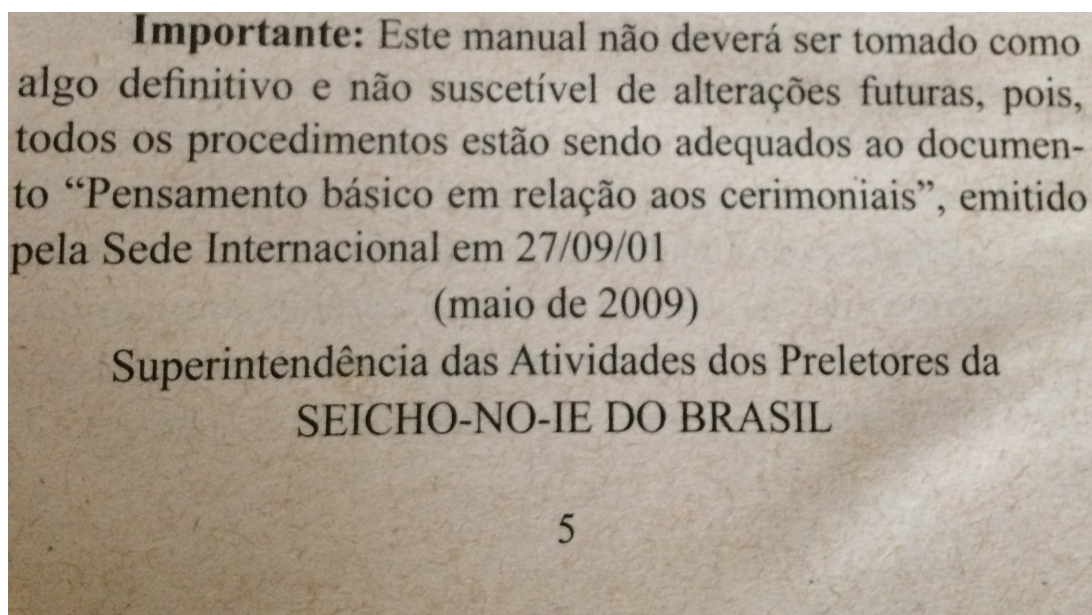 Importante: Este manual não deverá ser tomado como
algo definitivo e não suscetível de alterações futuras, pois,
todos os procedimentos estão sendo adequados ao documen-
to “Pensamento básico em relação aos cerimoniais”, emitido
pela Sede Internacional em 27/09/01
(maio de 2009)
Superintendência das Atividades dos Preletores da
SEICHO-NO-IE DO BRASIL
5